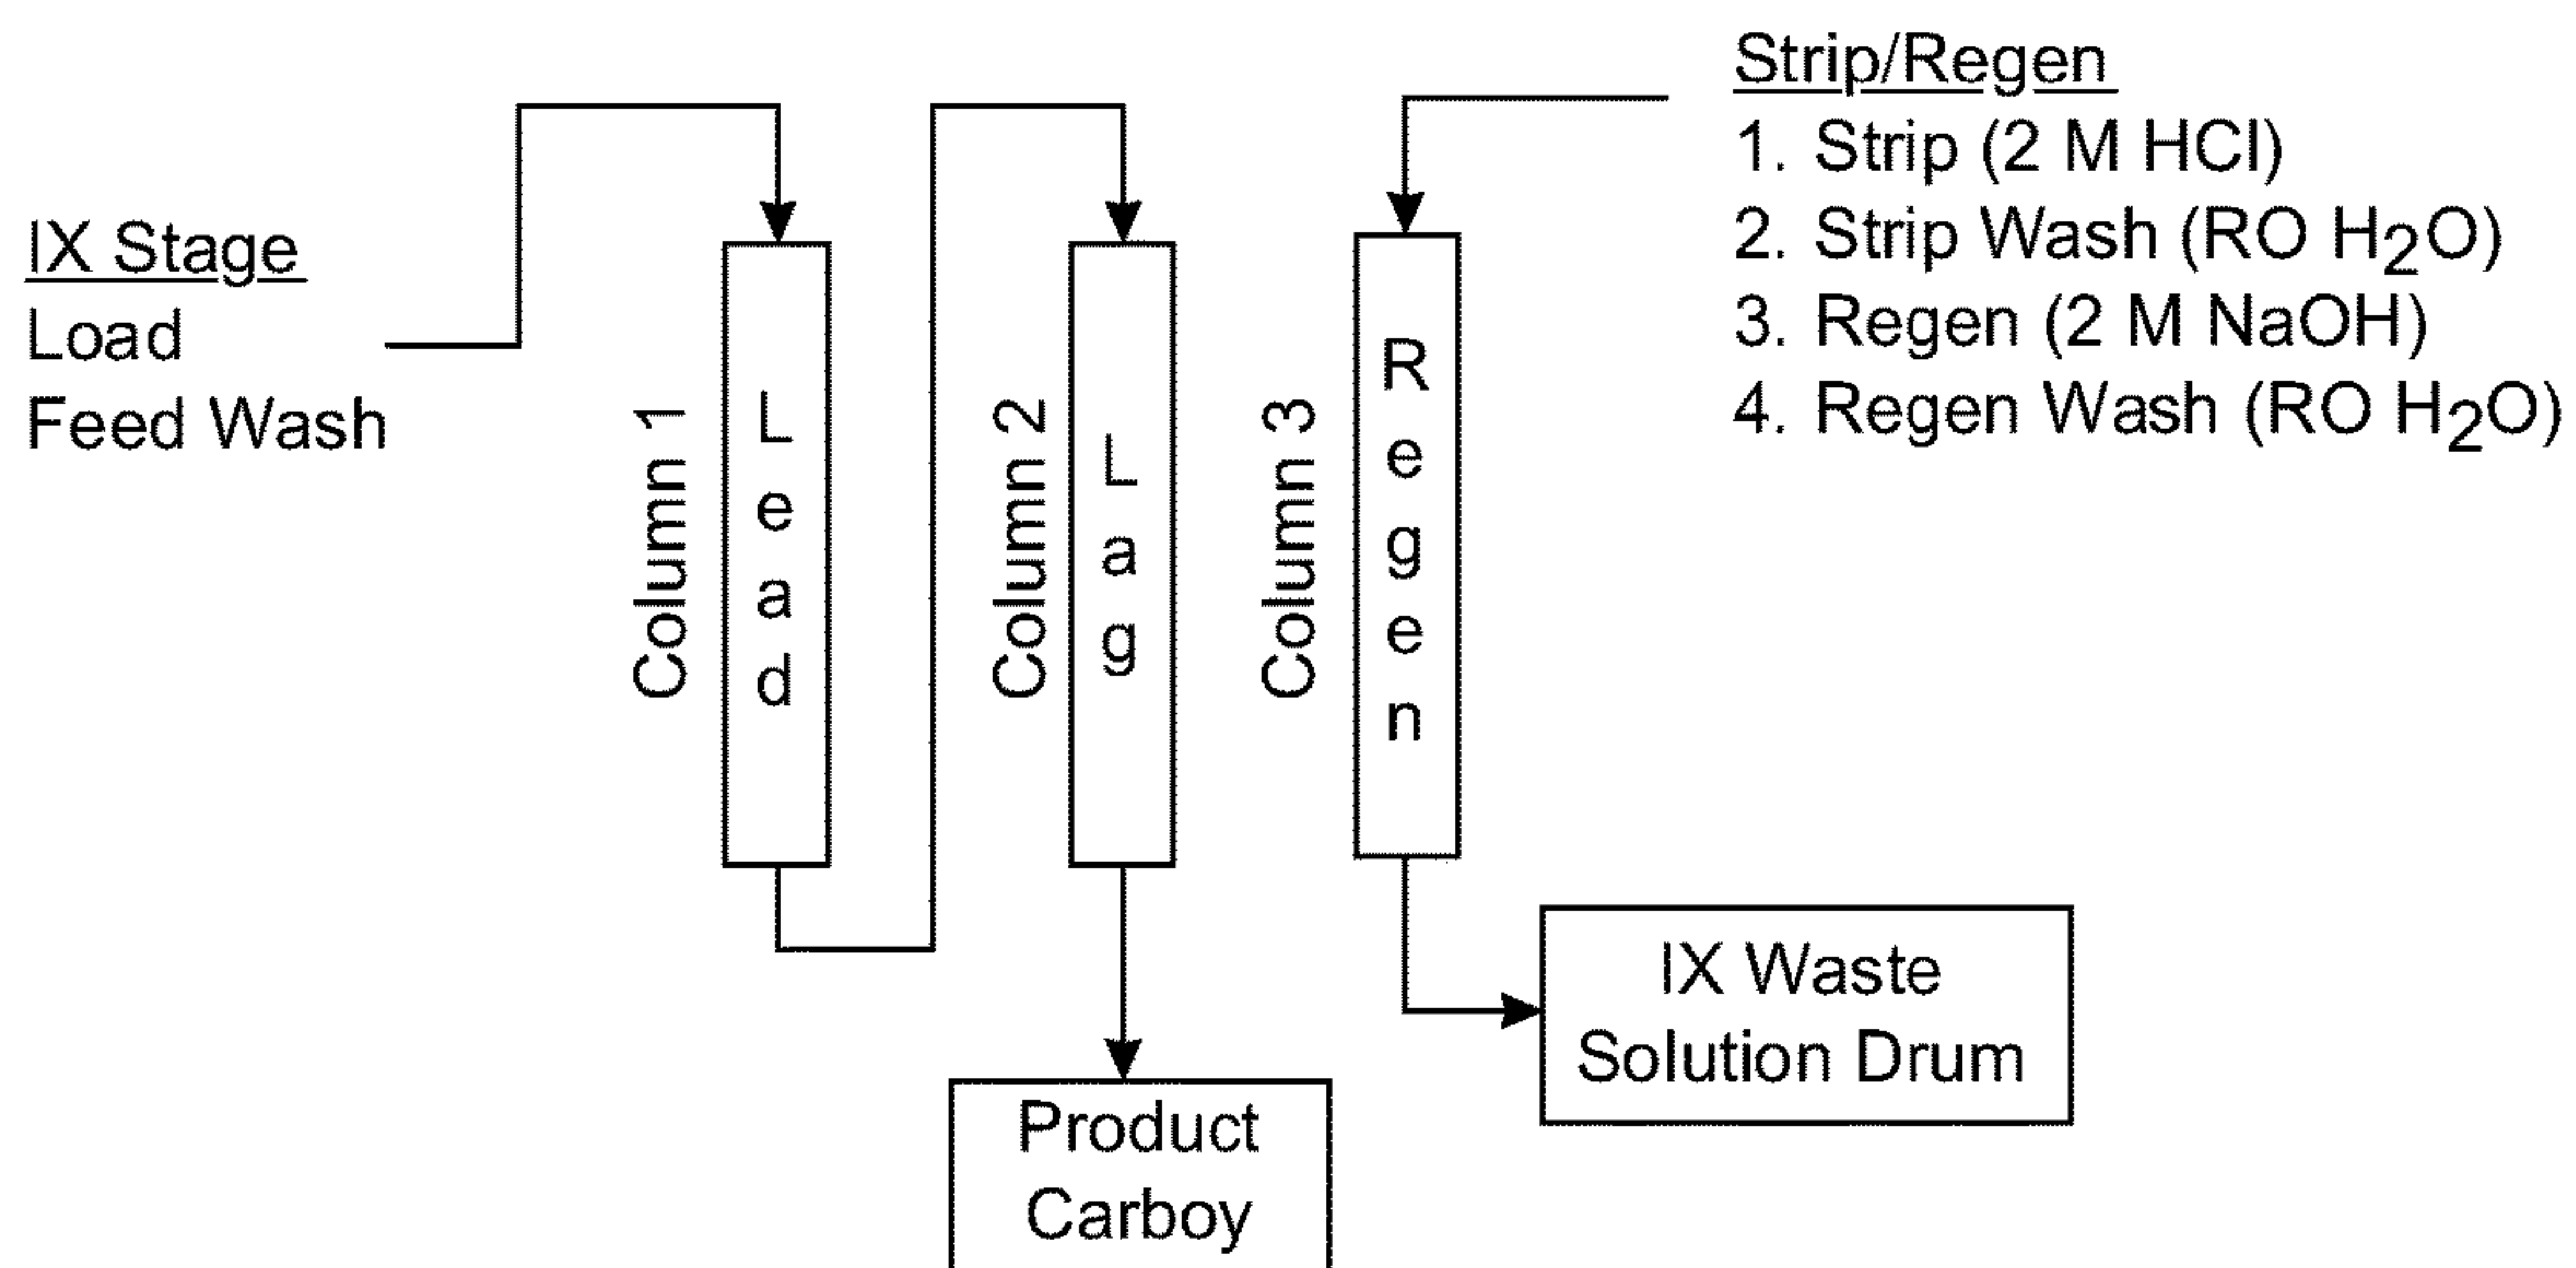 IX Stage
Load
Feed Wash
Column 1
Lead
Column 2
Lag
Column 3
Regen
Strip/Regen
1. Strip (2 M HCl)
2. Strip Wash (RO H₂O)
3. Regen (2 M NaOH)
4. Regen Wash (RO H₂O)
Product
Carboy
IX Waste
Solution Drum